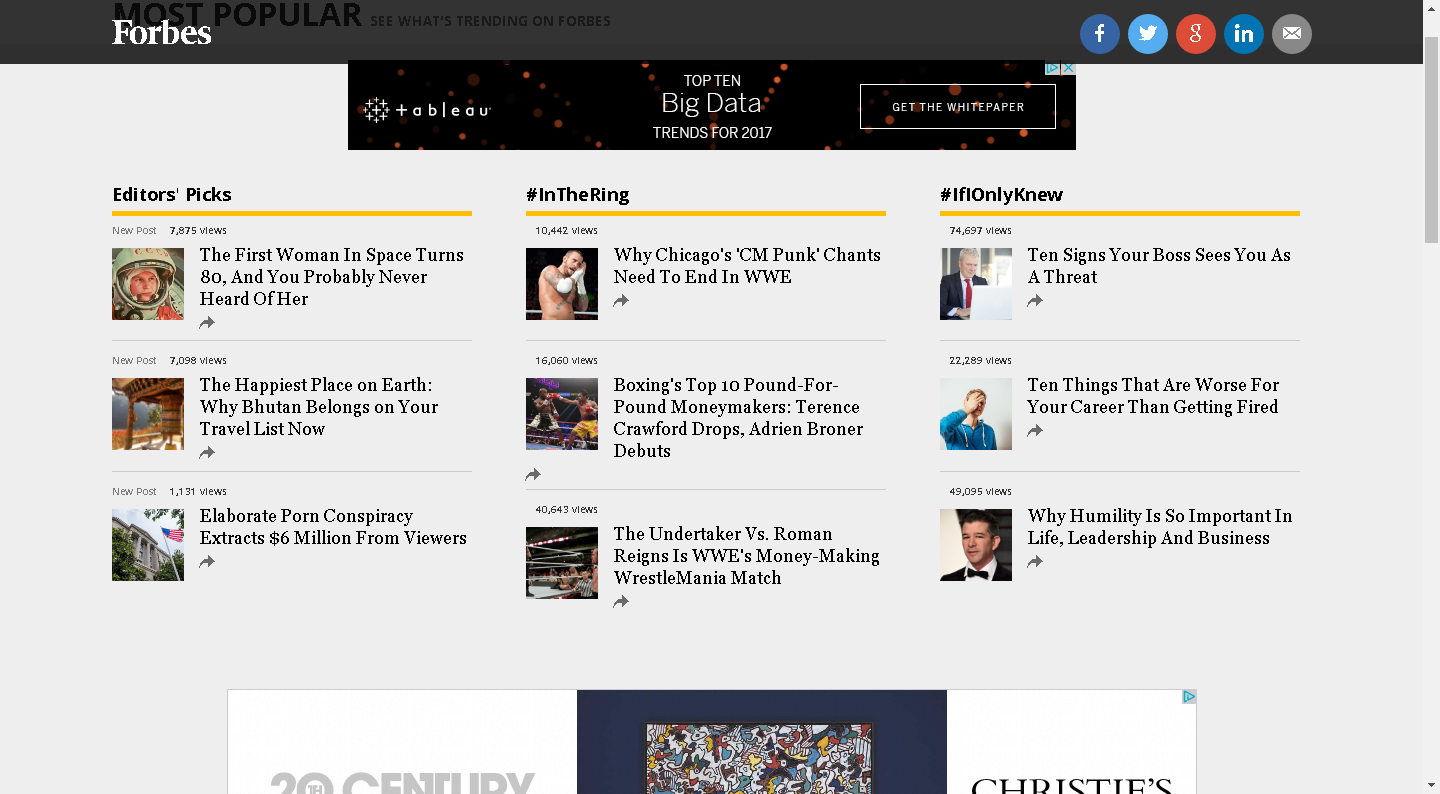 MOST POPULAR SEE WHAT'S TRENDING ON FORBES
Forbes
f
g
in
+ableau
TOP TEN
Big Data
TRENDS FOR 2017
GET THE WHITEPAPER
Editors' Picks
New Post 7,875 views
The First Woman In Space Turns
80, And You Probably Never
Heard Of Her
New Post 7,098 views
The Happiest Place on Earth:
Why Bhutan Belongs on Your
Travel List Now
New Post 1,131 views
Elaborate Porn Conspiracy
Extracts $6 Million From Viewers
#InTheRing
10,442 views
Why Chicago's 'CM Punk' Chants
Need To End In WWE
16,060 views
Boxing's Top 10 Pound-For-
Pound Moneymakers: Terence
Crawford Drops, Adrien Broner
Debuts
40,643 views
The Undertaker Vs. Roman
Reigns Is WWE's Money-Making
WrestleMania Match
#IfIOnlyKnew
74,697 views
Ten Signs Your Boss Sees You As
A Threat
22,289 views
Ten Things That Are Worse For
Your Career Than Getting Fired
49,095 views
Why Humility Is So Important In
Life, Leadership And Business
20TH CENTURY
CHRISTIE'S